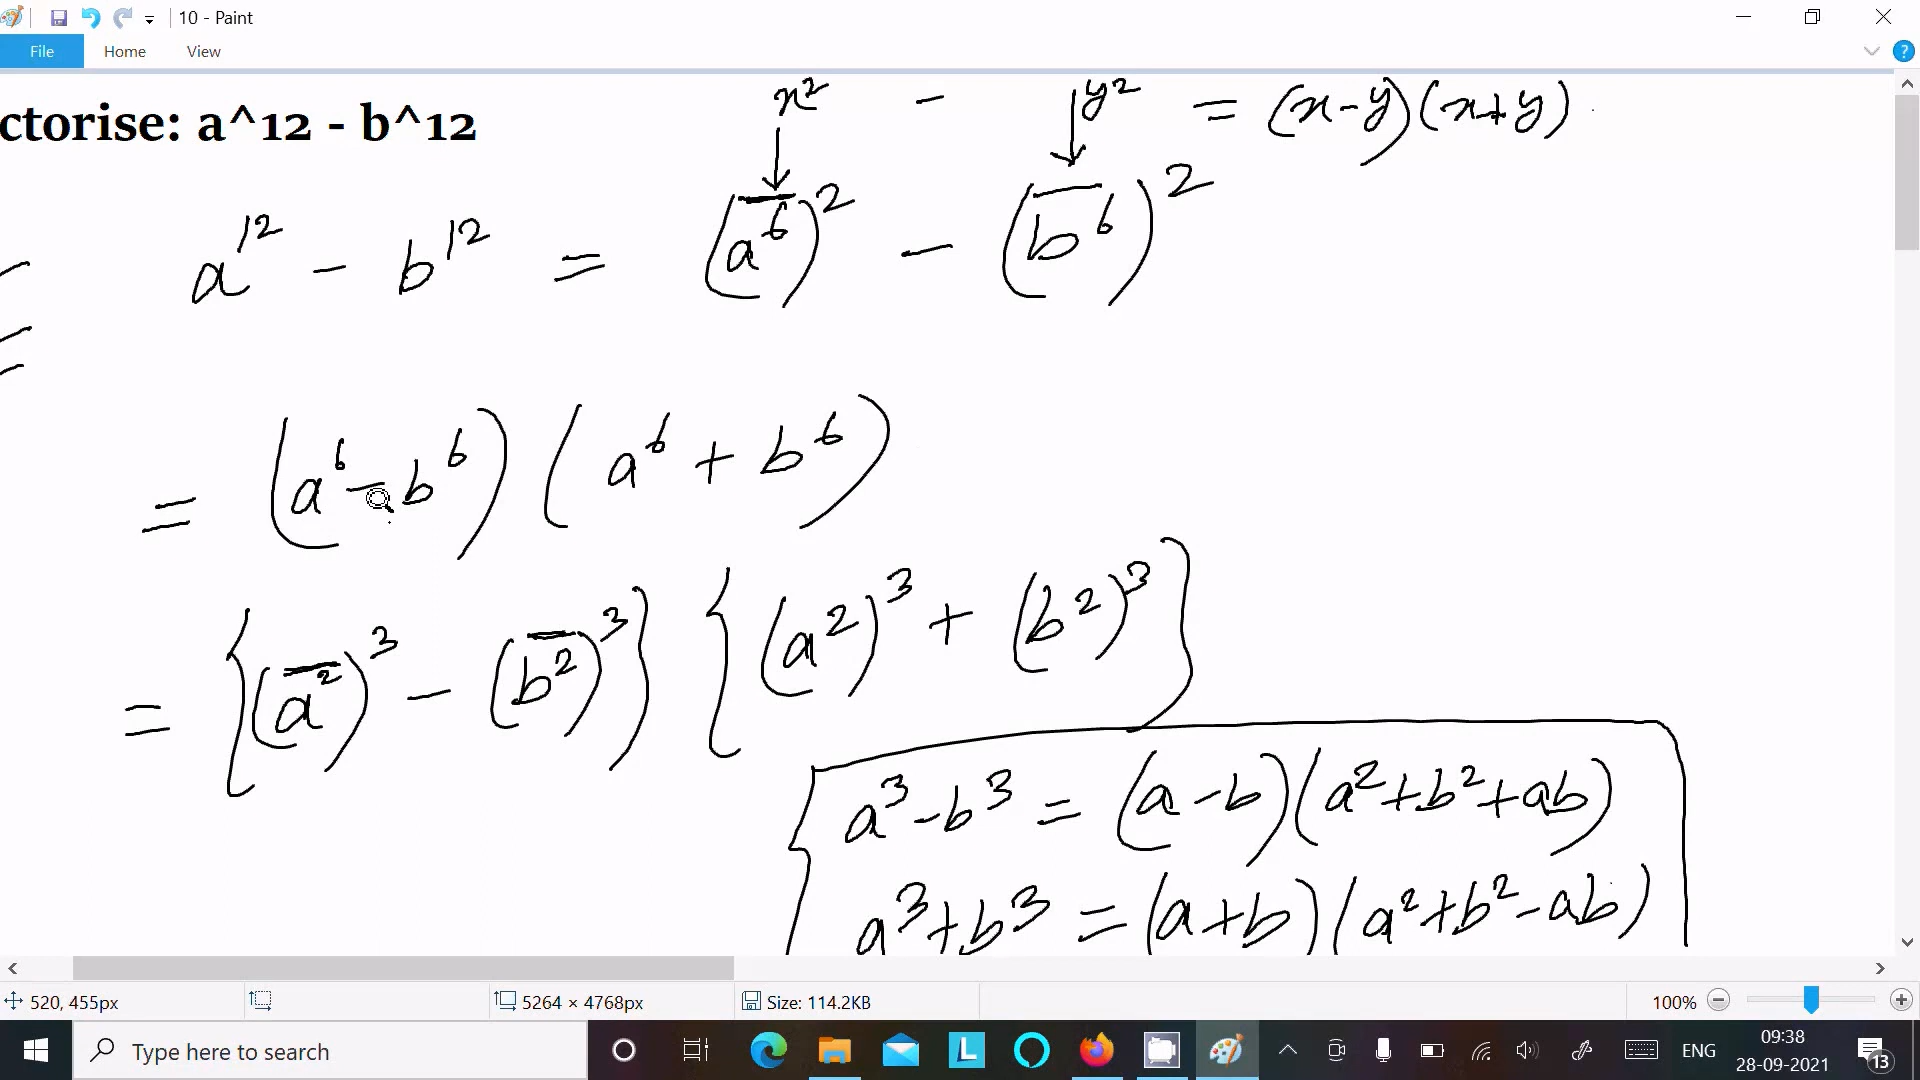 10 - Paint
File Home View
x² - y² = (x-y)(x+y)
ctorise: a^12 - b^12
a¹² - b¹² = (a⁶)² - (b⁶)²
= (a⁶-b⁶)(a⁶+b⁶)
= {(a²)³ - (b²)³} {(a²)³ + (b²)³}
a³-b³ = (a-b)(a²+b²+ab)
a³+b³ = (a+b)(a²+b²-ab)
520, 455px 5264 × 4768px Size: 114.2KB 100%
Type here to search
ENG
09:38
28-09-2021
13